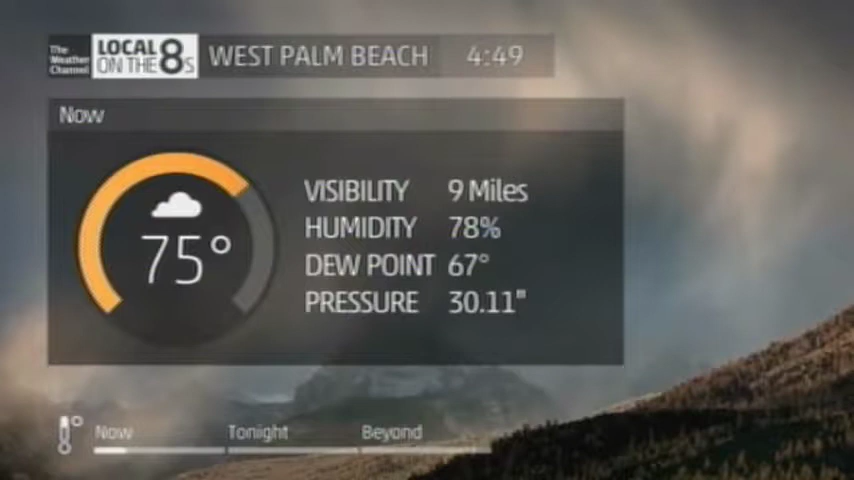 The Weather Channel LOCAL ON THE 8s WEST PALM BEACH 4:49
Now
75°
VISIBILITY 9 Miles
HUMIDITY 78%
DEW POINT 67°
PRESSURE 30.11"
Now Tonight Beyond